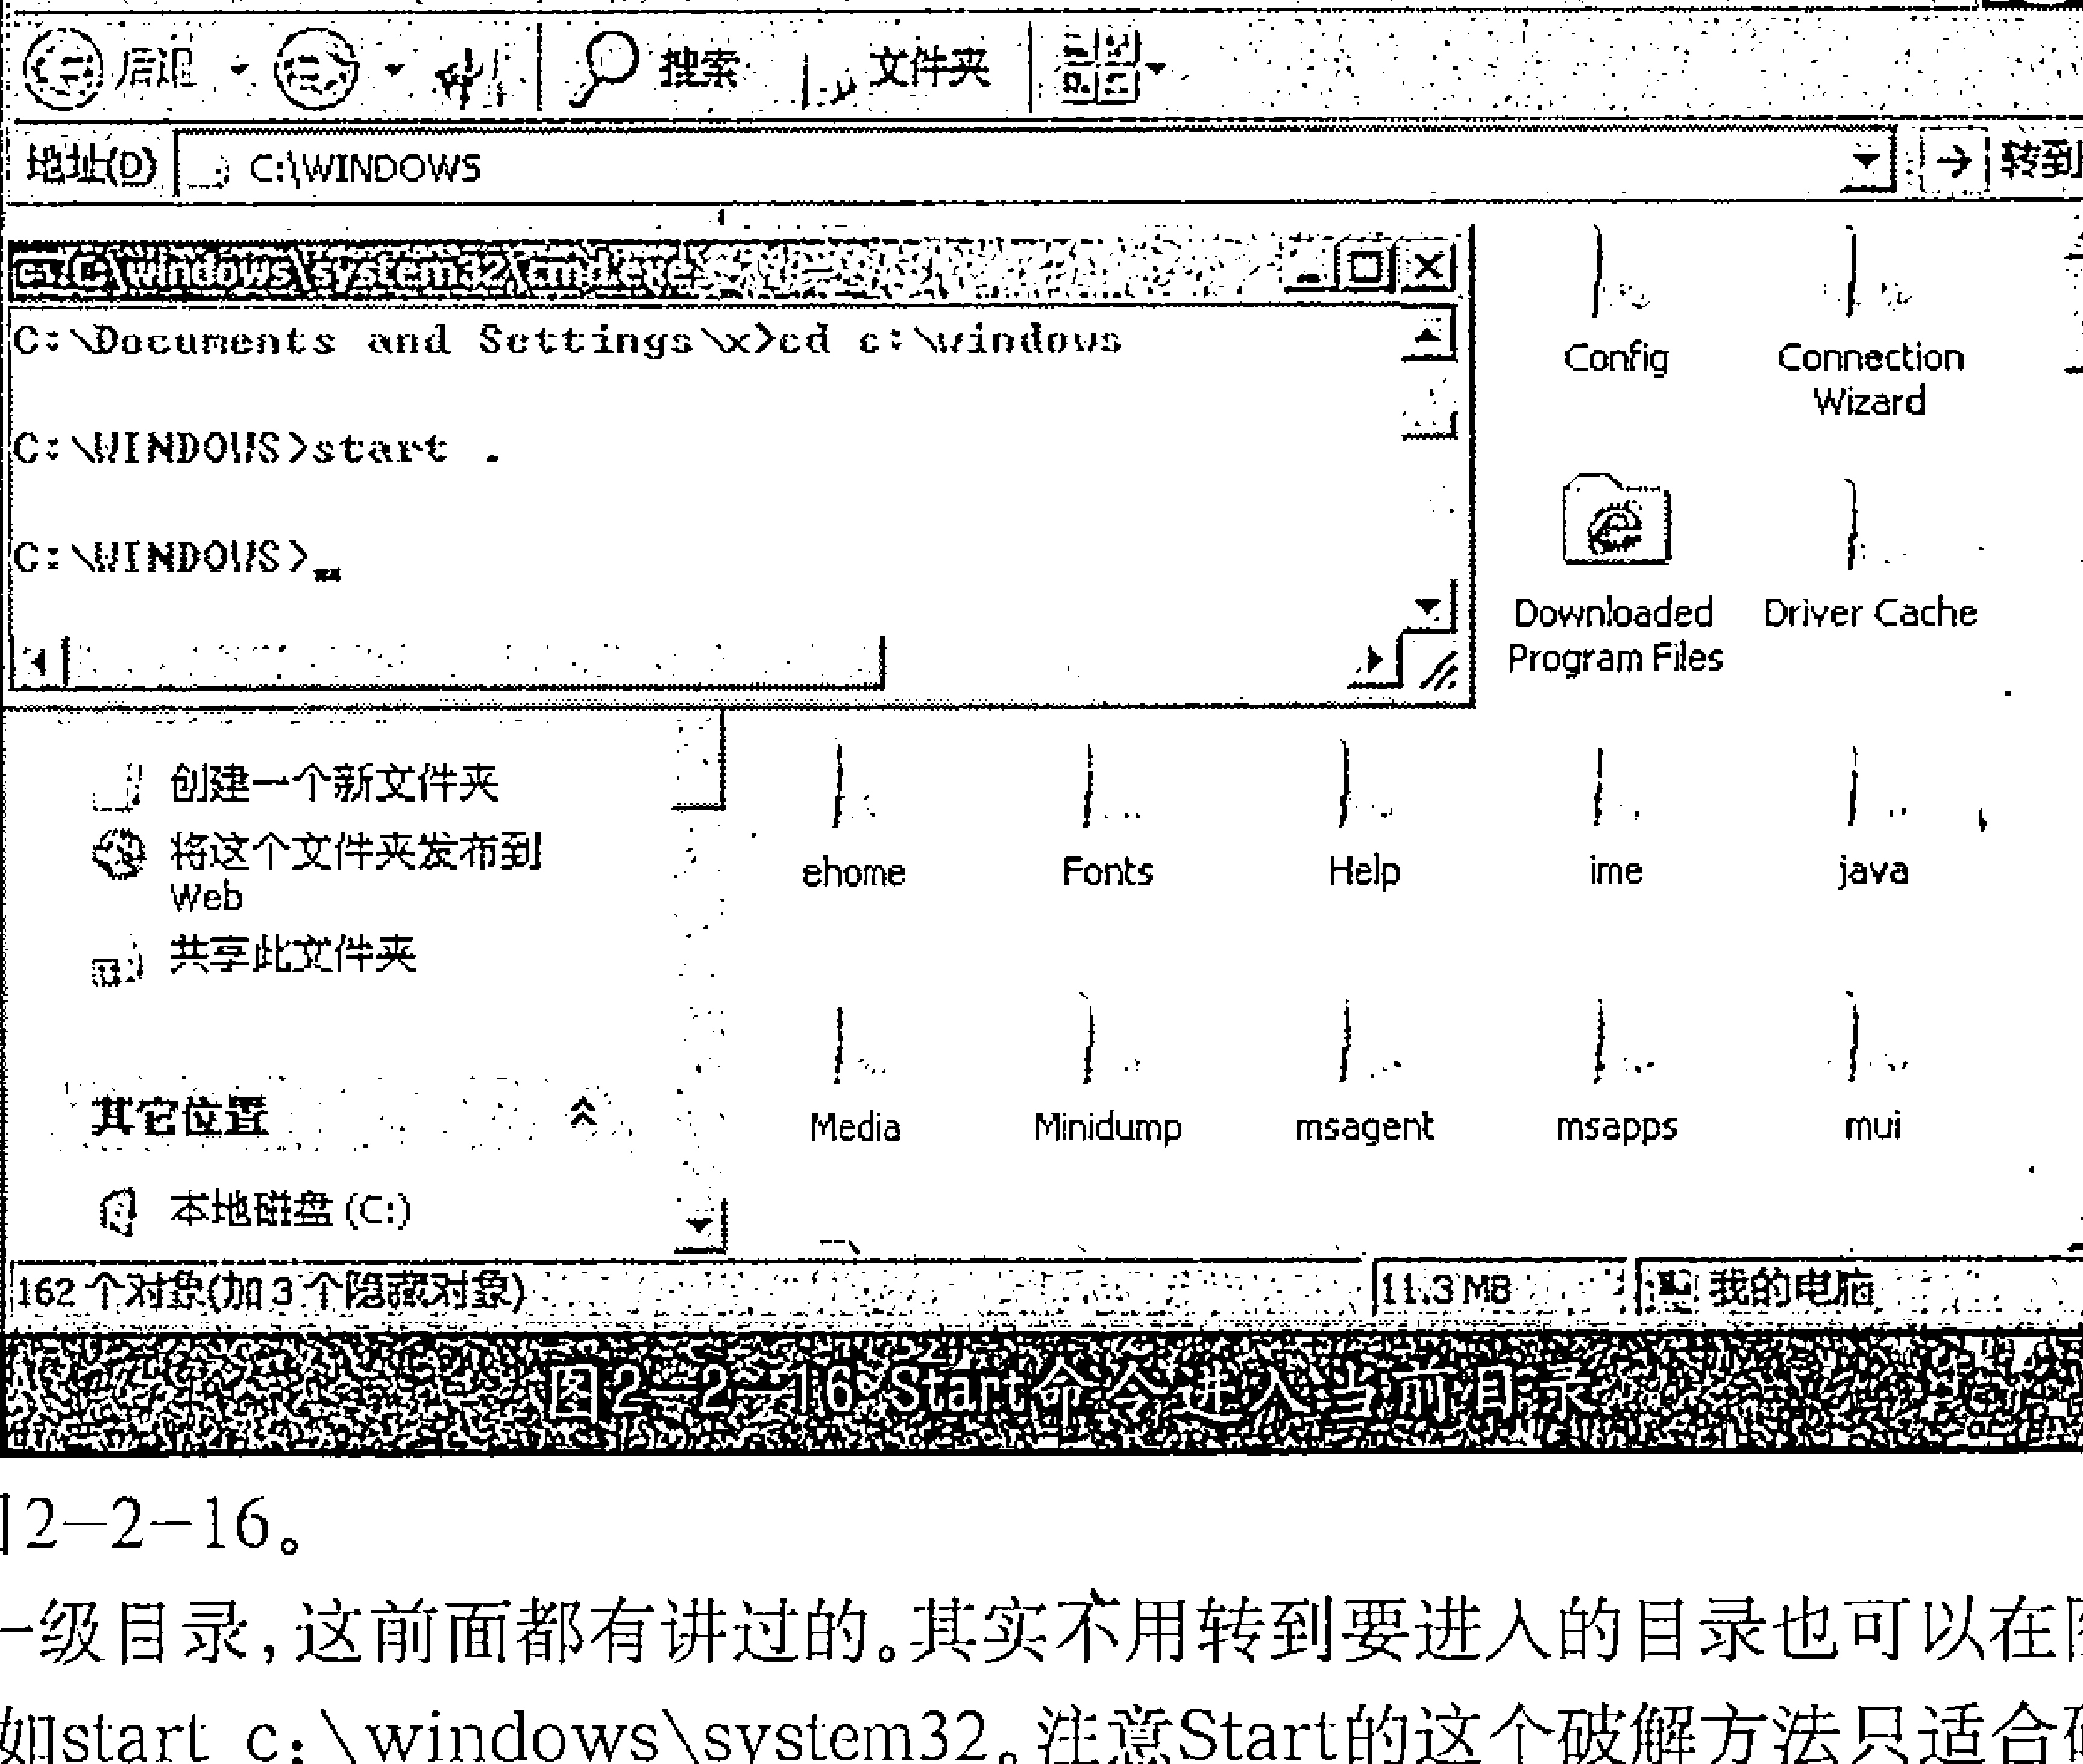 后退 搜索 文件夹
地址(D) C:\WINDOWS 转到
C:\windows\system32\cmd.exe
C:\Documents and Settings\x>cd c:\windows
C:\WINDOWS>start .
C:\WINDOWS>
Config Connection Wizard
Downloaded Program Files Driver Cache
创建一个新文件夹
将这个文件夹发布到
Web
共享此文件夹
ehome Fonts Help ime java
Media Minidump msagent msapps mui
其它位置
本地磁盘 (C:)
162 个对象(加 3 个隐藏对象) 11.3 MB 我的电脑
图2-2-16 Start命令进入当前目录
2-2-16。
一级目录,这前面都有讲过的。其实不用转到要进入的目录也可以在
如start c:\windows\system32。注意Start的这个破解方法只适合